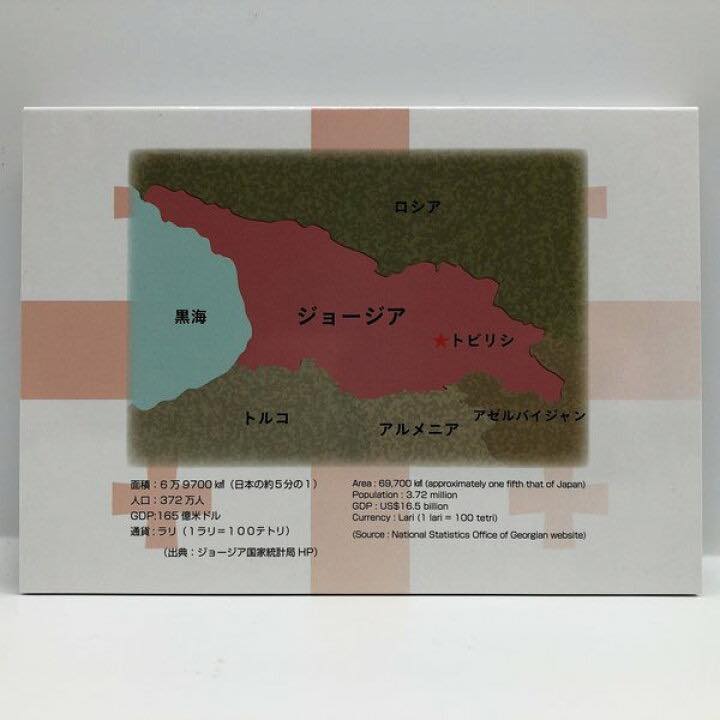 ロシア
黒海
ジョージア
★トビリシ
トルコ
アルメニア
アゼルバイジャン
面積：6万9700㎢（日本の約5分の1）
人口：372万人
GDP:165億米ドル
通貨：ラリ（1ラリ＝100テトリ）
（出典：ジョージア国家統計局HP）
Area : 69,700 ㎢ (approximately one fifth that of Japan)
Population : 3.72 million
GDP : US$16.5 billion
Currency : Lari (1 lari = 100 tetri)
(Source : National Statistics Office of Georgian website)